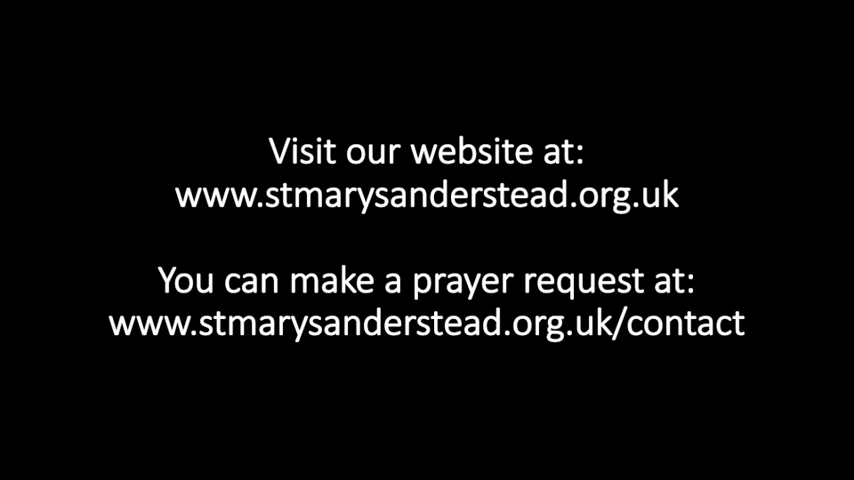 Visit our website at:
www.stmarysanderstead.org.uk
You can make a prayer request at:
www.stmarysanderstead.org.uk/contact